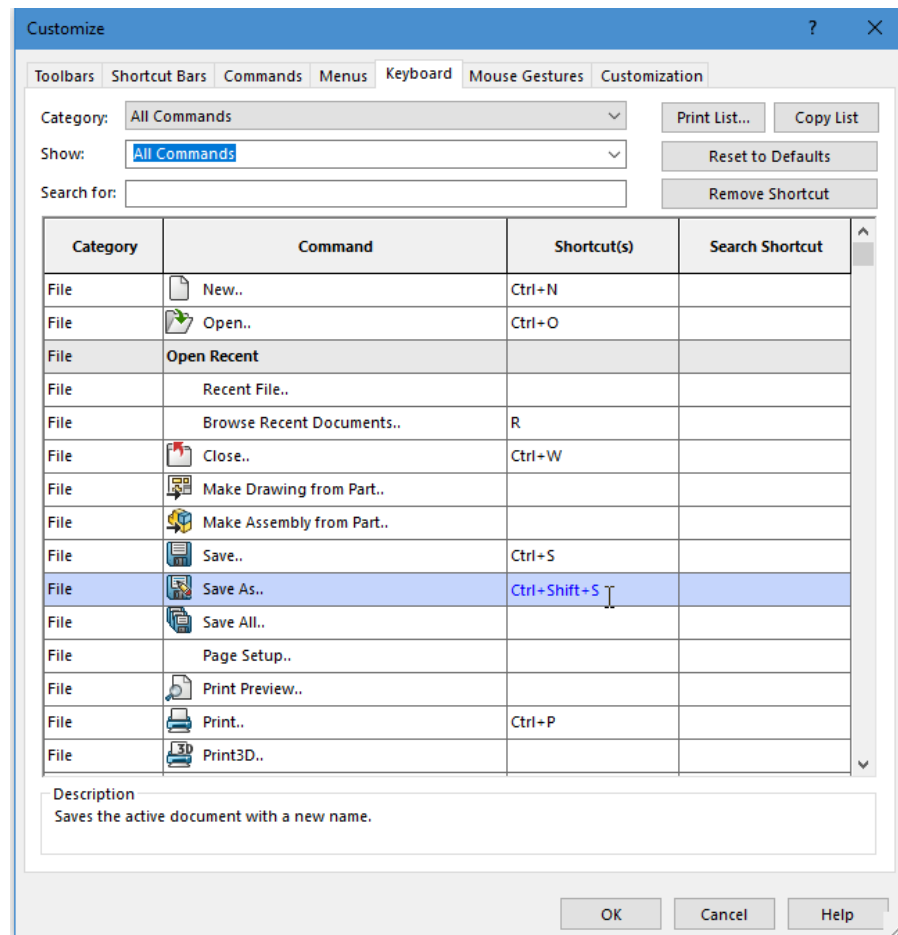 Customize ?
Toolbars Shortcut Bars Commands Menus Keyboard Mouse Gestures Customization
Category: All Commands Print List... Copy List
Show: All Commands Reset to Defaults
Search for: Remove Shortcut
Category Command Shortcut(s) Search Shortcut
File New.. Ctrl+N
File Open.. Ctrl+O
File Open Recent
File Recent File..
File Browse Recent Documents.. R
File Close.. Ctrl+W
File Make Drawing from Part..
File Make Assembly from Part..
File Save.. Ctrl+S
File Save As.. Ctrl+Shift+S
File Save All..
File Page Setup..
File Print Preview..
File Print.. Ctrl+P
File 3D Print3D..
Description
Saves the active document with a new name.
OK Cancel Help